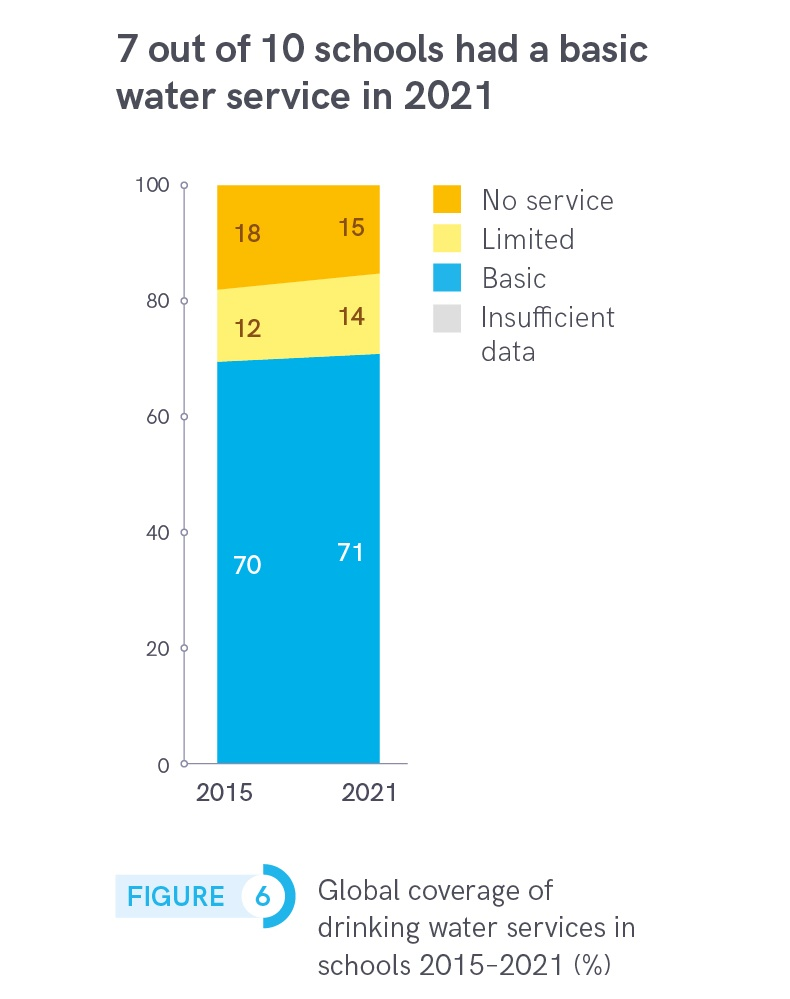 7 out of 10 schools had a basic
water service in 2021
100
80
60
40
20
0
18
15
12
14
70
71
2015
2021
No service
Limited
Basic
Insufficient
data
FIGURE 6
Global coverage of
drinking water services in
schools 2015–2021 (%)